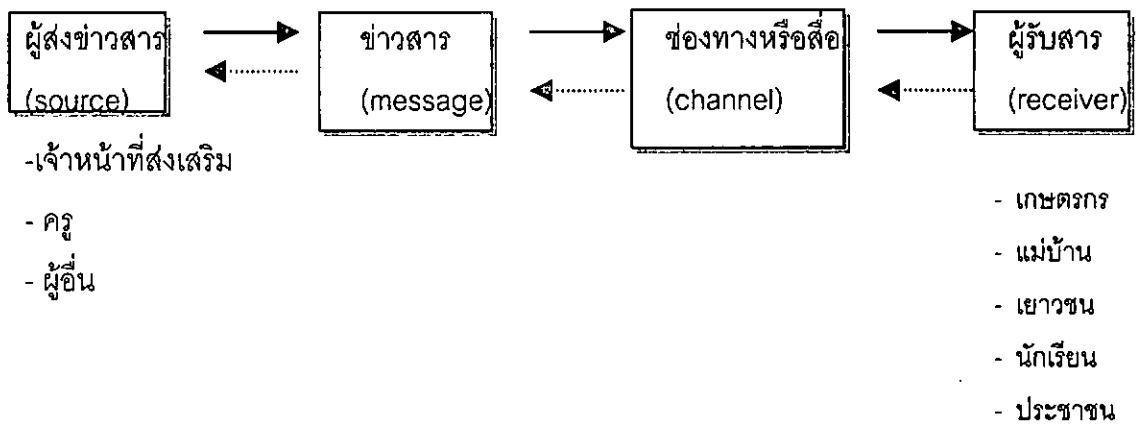 ผู้ส่งข่าวสาร
(source)
ข่าวสาร
(message)
ช่องทางหรือสื่อ
(channel)
ผู้รับสาร
(receiver)
-เจ้าหน้าที่ส่งเสริม
- ครู
- ผู้อื่น
- เกษตรกร
- แม่บ้าน
- เยาวชน
- นักเรียน
- ประชาชน